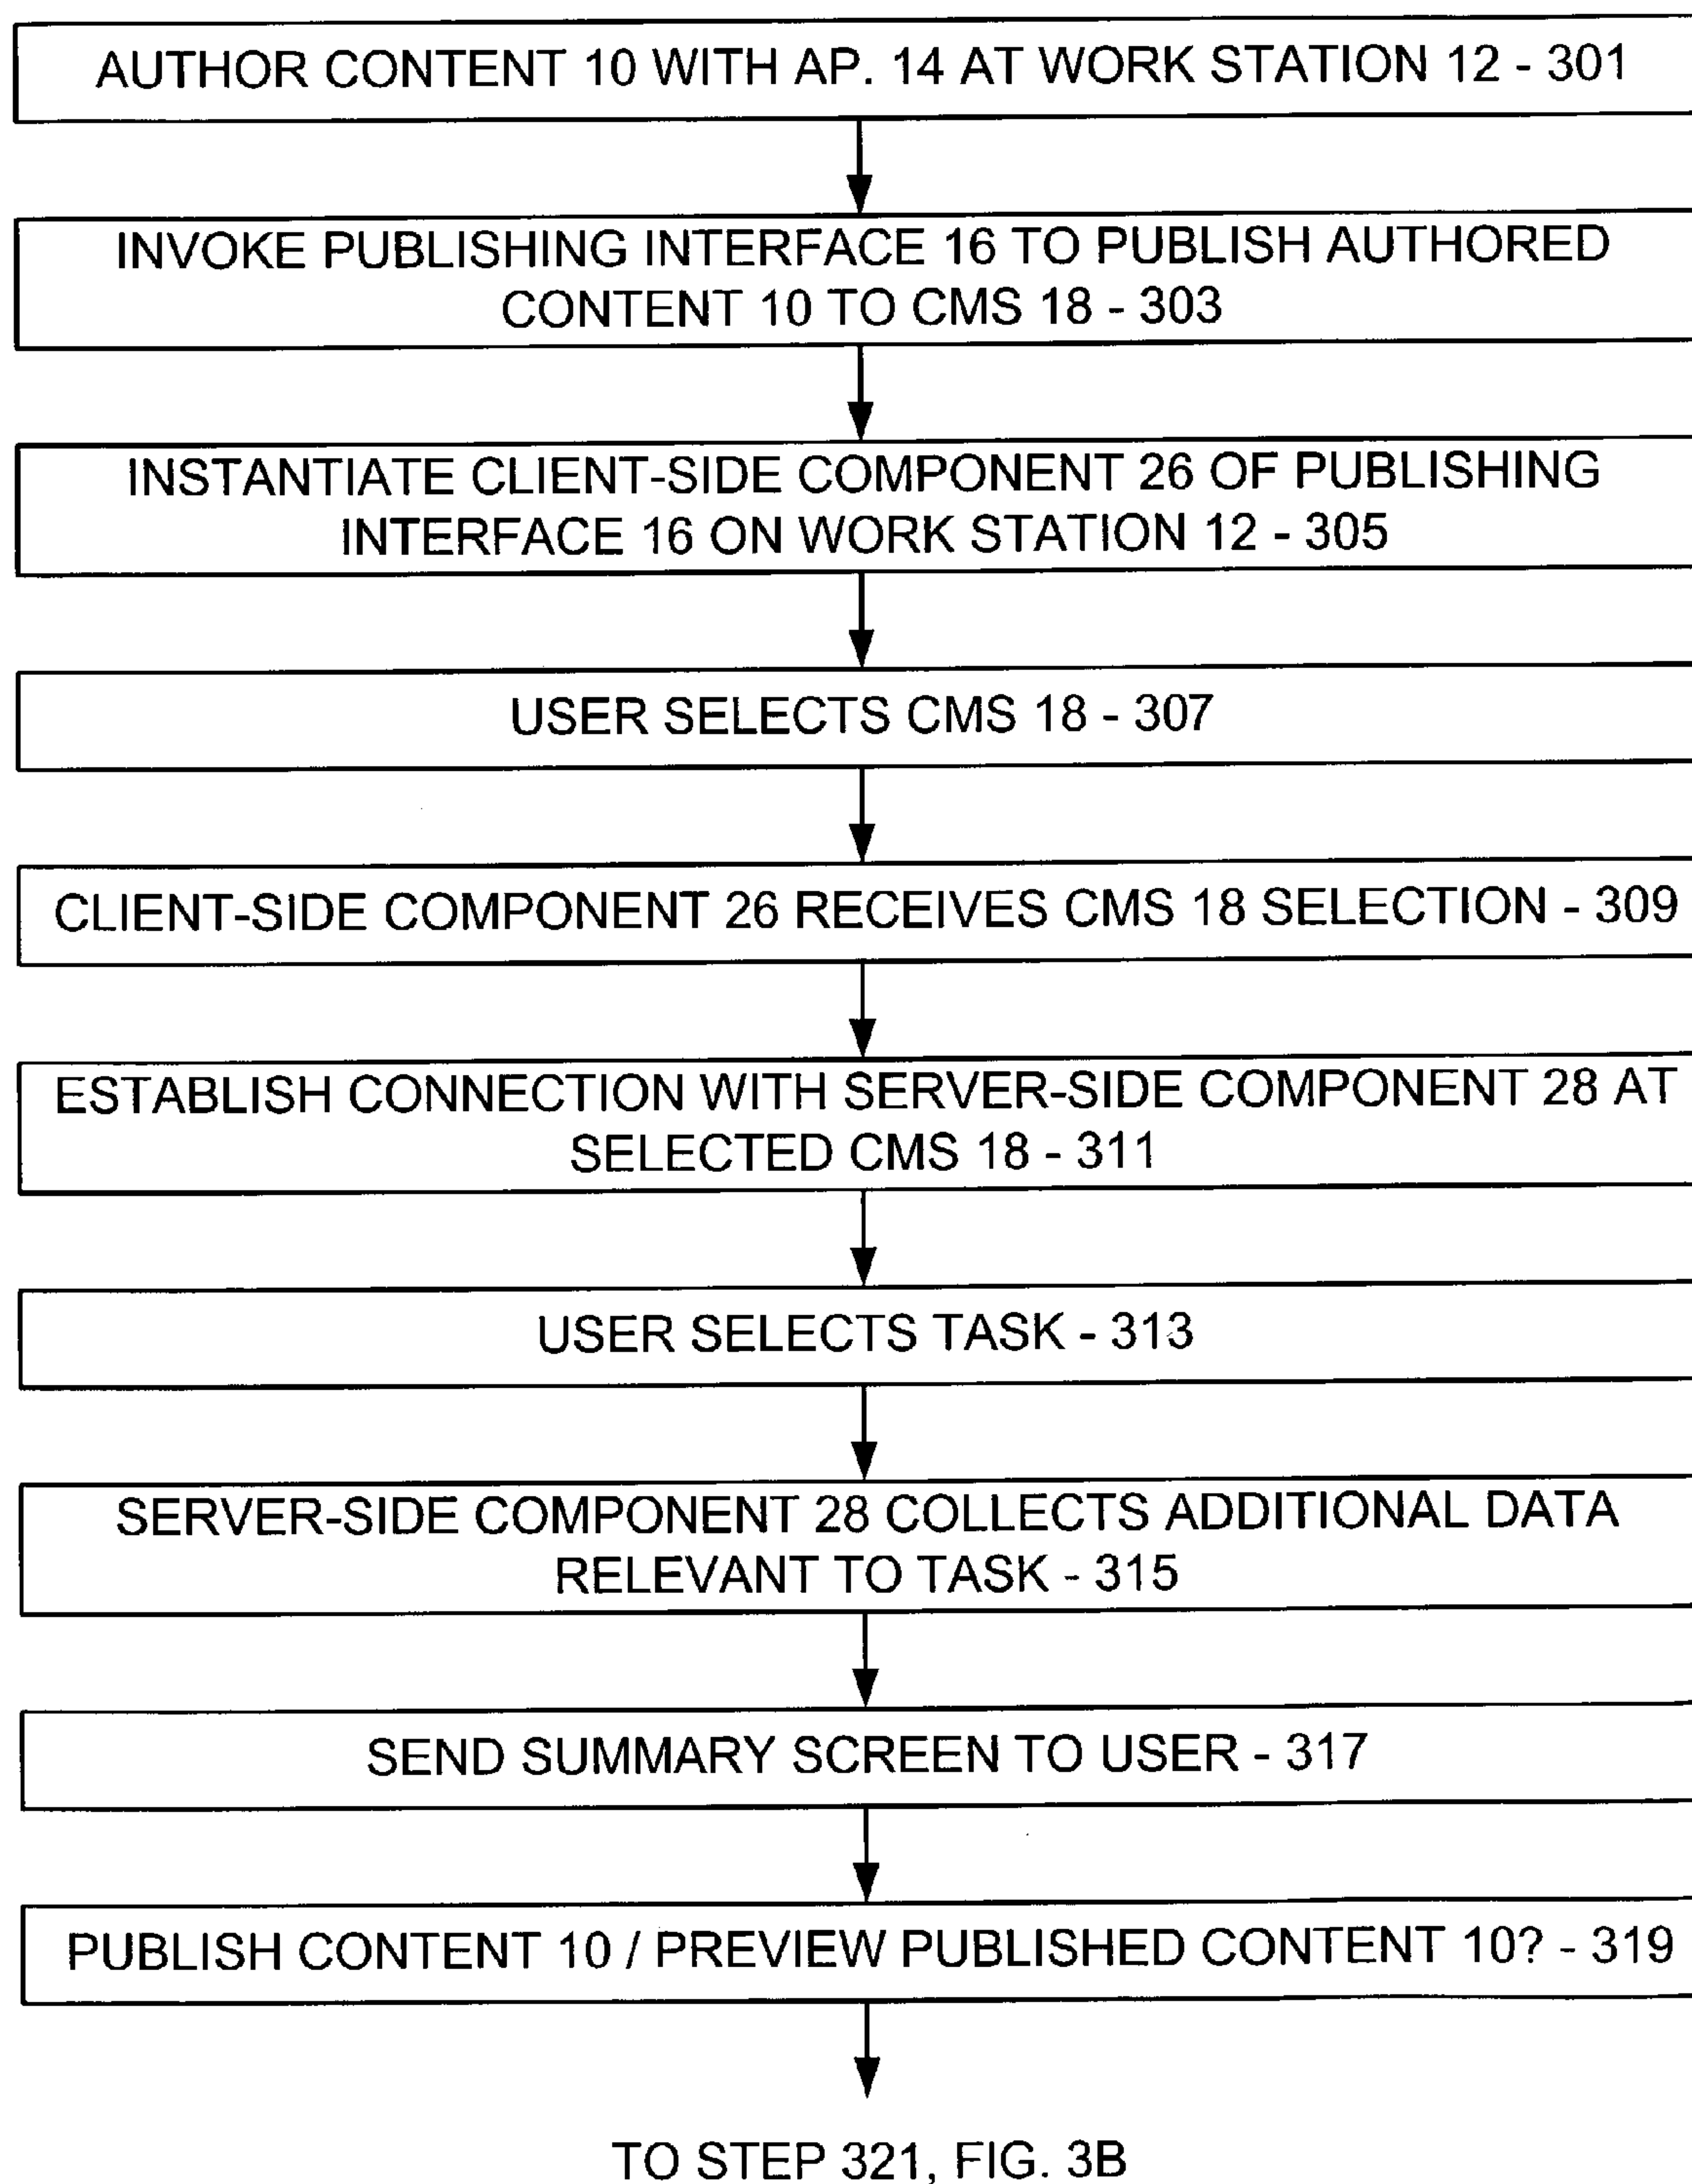 AUTHOR CONTENT 10 WITH AP. 14 AT WORK STATION 12 - 301
INVOKE PUBLISHING INTERFACE 16 TO PUBLISH AUTHORED
CONTENT 10 TO CMS 18 - 303
INSTANTIATE CLIENT-SIDE COMPONENT 26 OF PUBLISHING
INTERFACE 16 ON WORK STATION 12 - 305
USER SELECTS CMS 18 - 307
CLIENT-SIDE COMPONENT 26 RECEIVES CMS 18 SELECTION - 309
ESTABLISH CONNECTION WITH SERVER-SIDE COMPONENT 28 AT
SELECTED CMS 18 - 311
USER SELECTS TASK - 313
SERVER-SIDE COMPONENT 28 COLLECTS ADDITIONAL DATA
RELEVANT TO TASK - 315
SEND SUMMARY SCREEN TO USER - 317
PUBLISH CONTENT 10 / PREVIEW PUBLISHED CONTENT 10? - 319
TO STEP 321, FIG. 3B